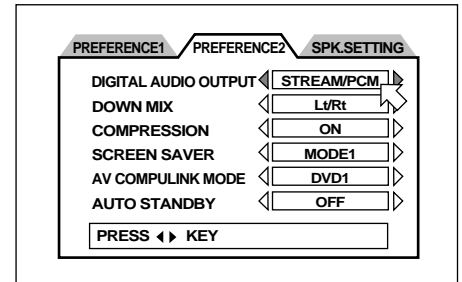 PREFERENCE1 PREFERENCE2 SPK.SETTING
DIGITAL AUDIO OUTPUT STREAM/PCM
DOWN MIX Lt/Rt
COMPRESSION ON
SCREEN SAVER MODE1
AV COMPULINK MODE DVD1
AUTO STANDBY OFF
PRESS KEY